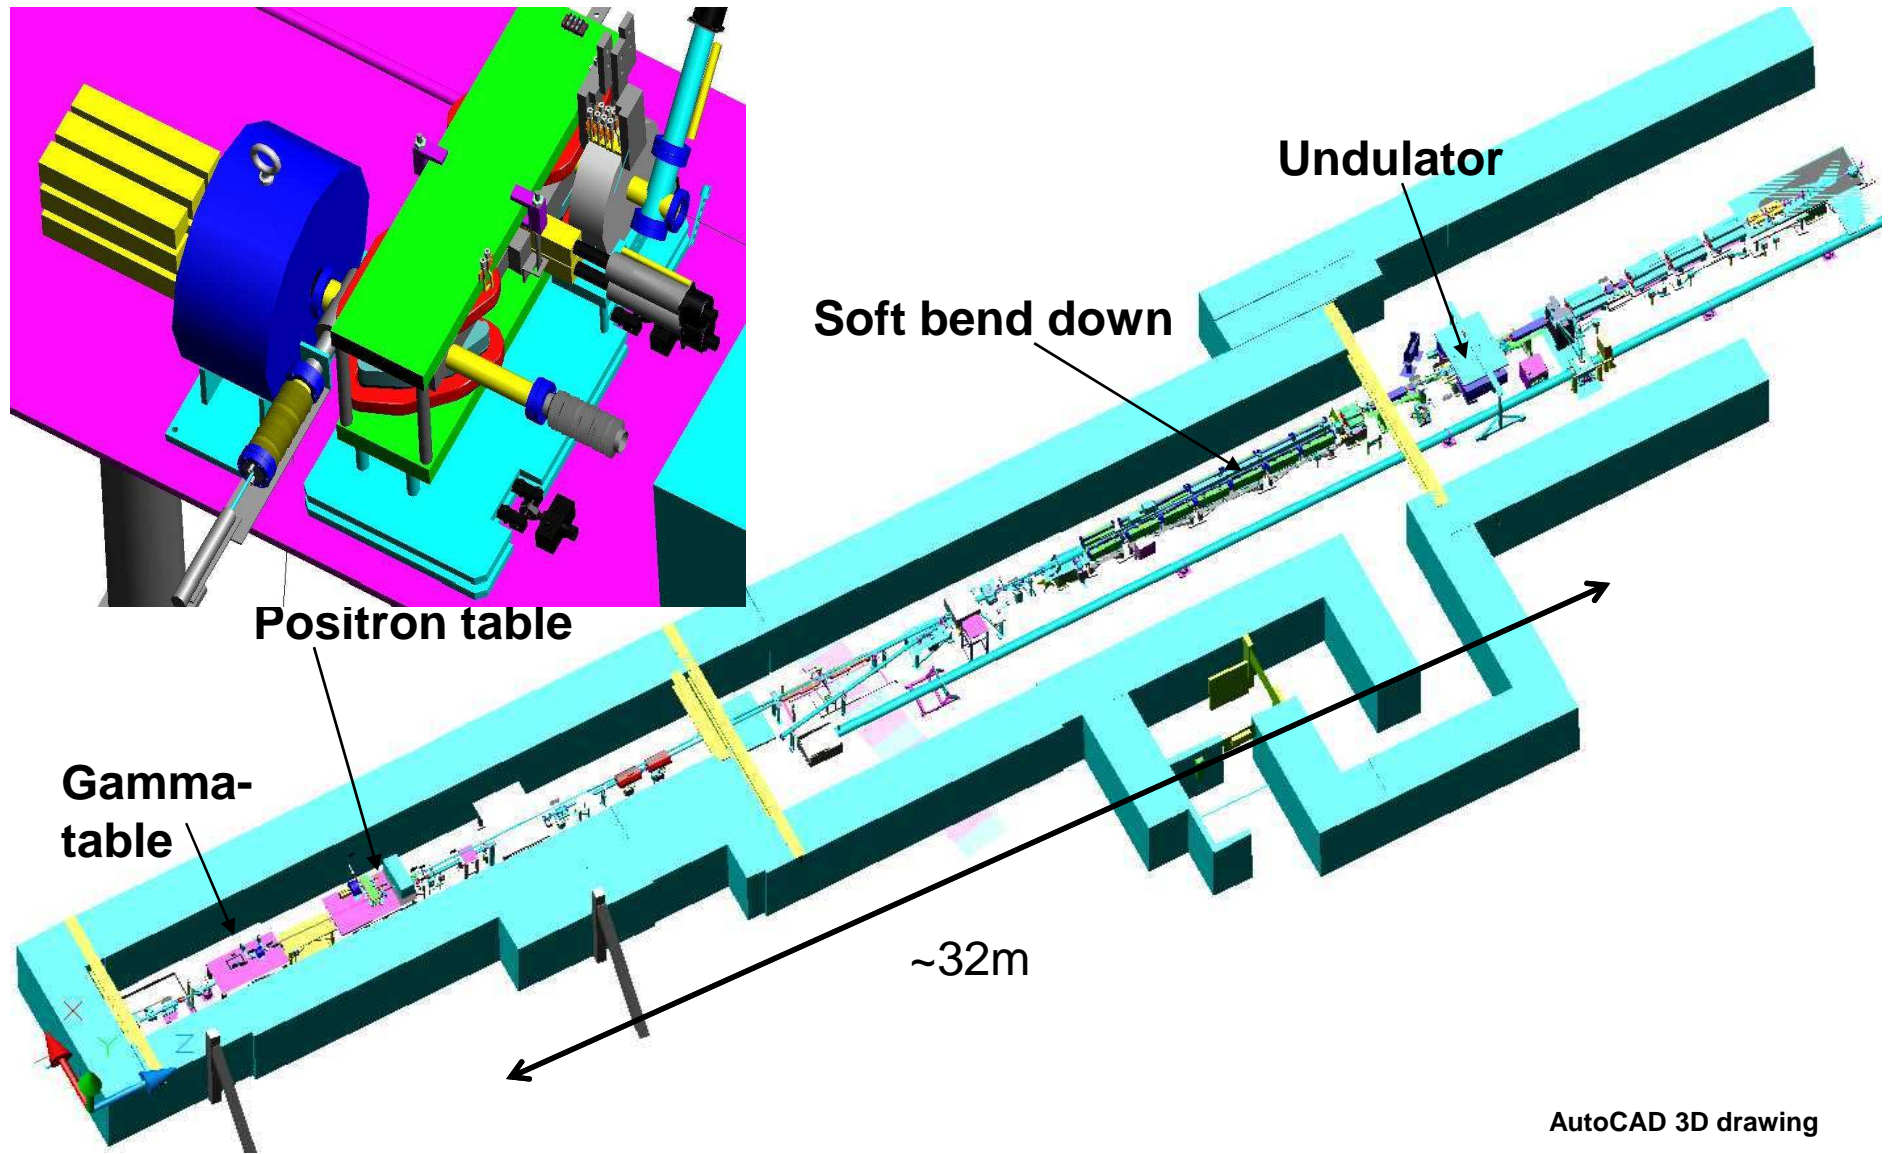 Undulator
Soft bend down
Positron table
Gamma-
table
~32m
X
Y
Z
AutoCAD 3D drawing